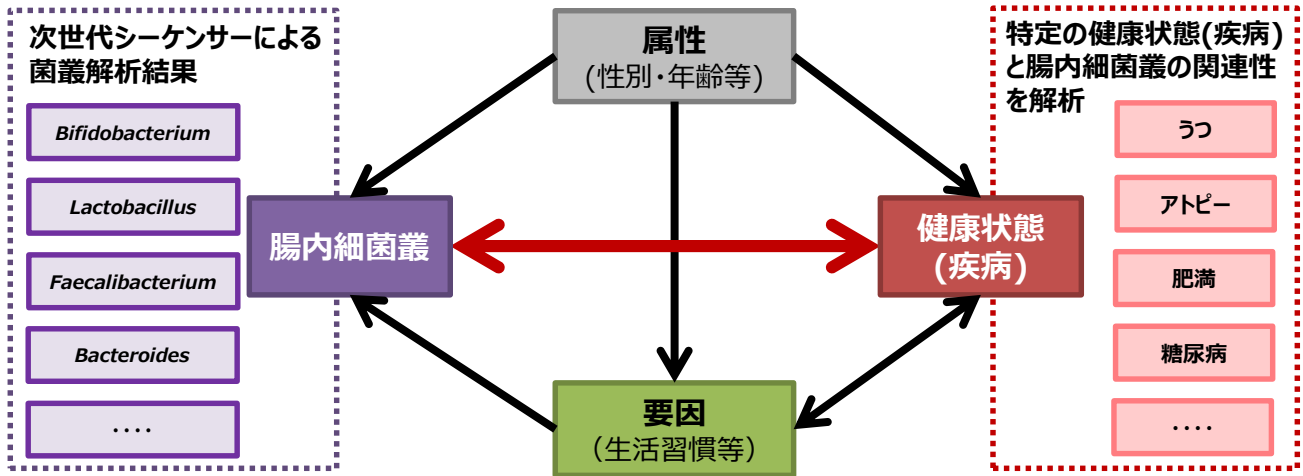 次世代シーケンサーによる
菌叢解析結果
Bifidobacterium
Lactobacillus
Faecalibacterium
Bacteroides
････
腸内細菌叢
属性
(性別・年齢等)
要因
（生活習慣等）
健康状態
(疾病)
特定の健康状態(疾病)
と腸内細菌叢の関連性
を解析
うつ
アトピー
肥満
糖尿病
････